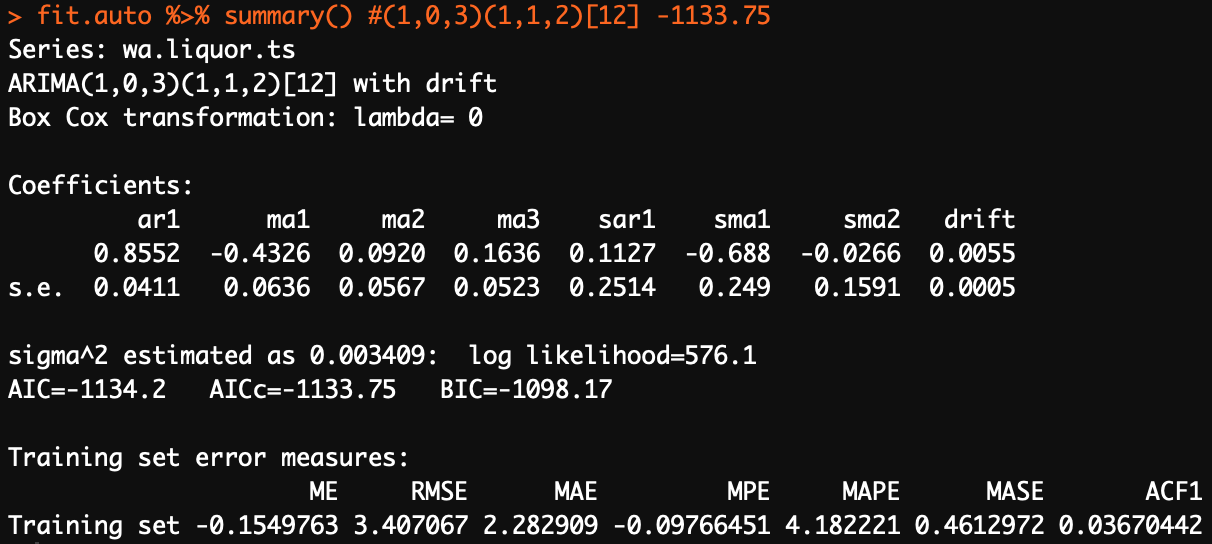 > fit.auto %>% summary() #(1,0,3)(1,1,2)[12] -1133.75
Series: wa.liquor.ts
ARIMA(1,0,3)(1,1,2)[12] with drift
Box Cox transformation: lambda= 0
Coefficients:
         ar1      ma1     ma2     ma3    sar1    sma1     sma2   drift
      0.8552  -0.4326  0.0920  0.1636  0.1127  -0.688  -0.0266  0.0055
s.e.  0.0411   0.0636  0.0567  0.0523  0.2514   0.249   0.1591  0.0005
sigma^2 estimated as 0.003409:  log likelihood=576.1
AIC=-1134.2   AICc=-1133.75   BIC=-1098.17
Training set error measures:
                     ME     RMSE      MAE         MPE     MAPE      MASE       ACF1
Training set -0.1549763 3.407067 2.282909 -0.09766451 4.182221 0.4612972 0.03670442